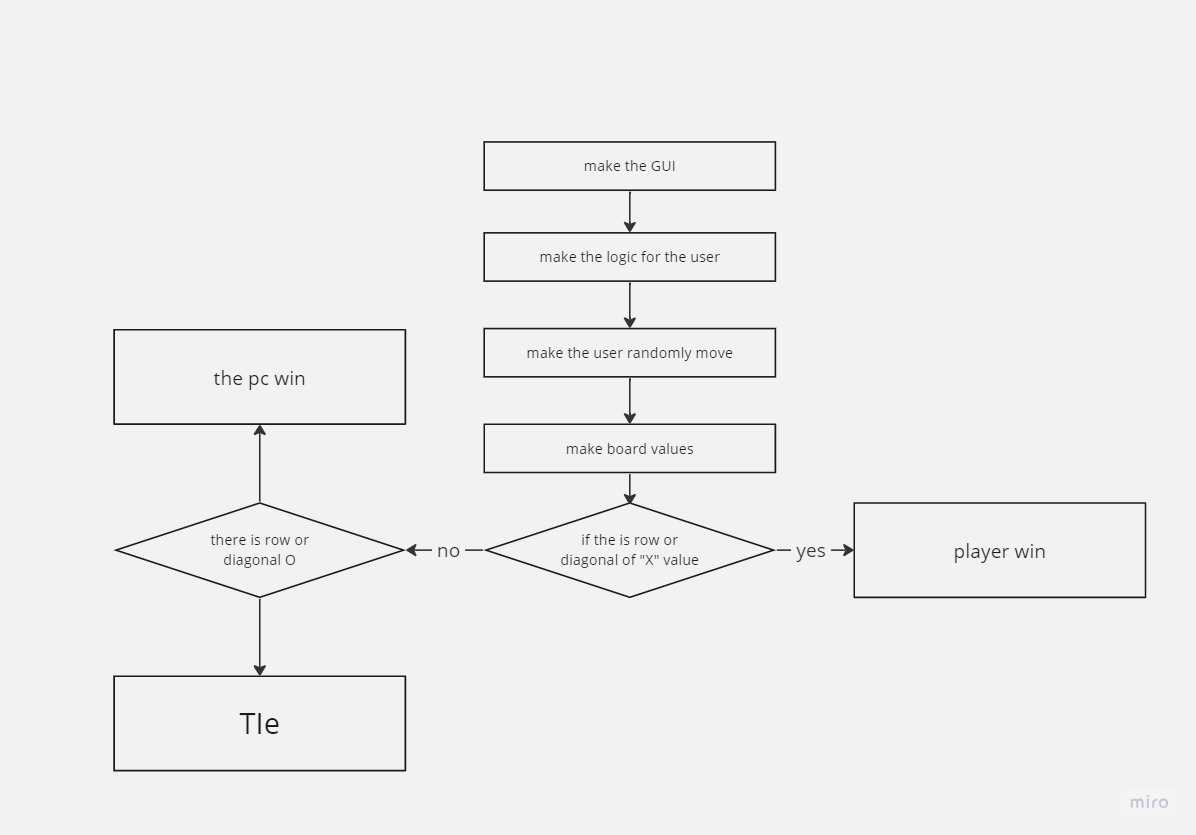 make the GUI
make the logic for the user
make the user randomly move
the pc win
make board values
there is row or
diagonal O
no
if the is row or
diagonal of "X" value
yes
player win
TIe
miro